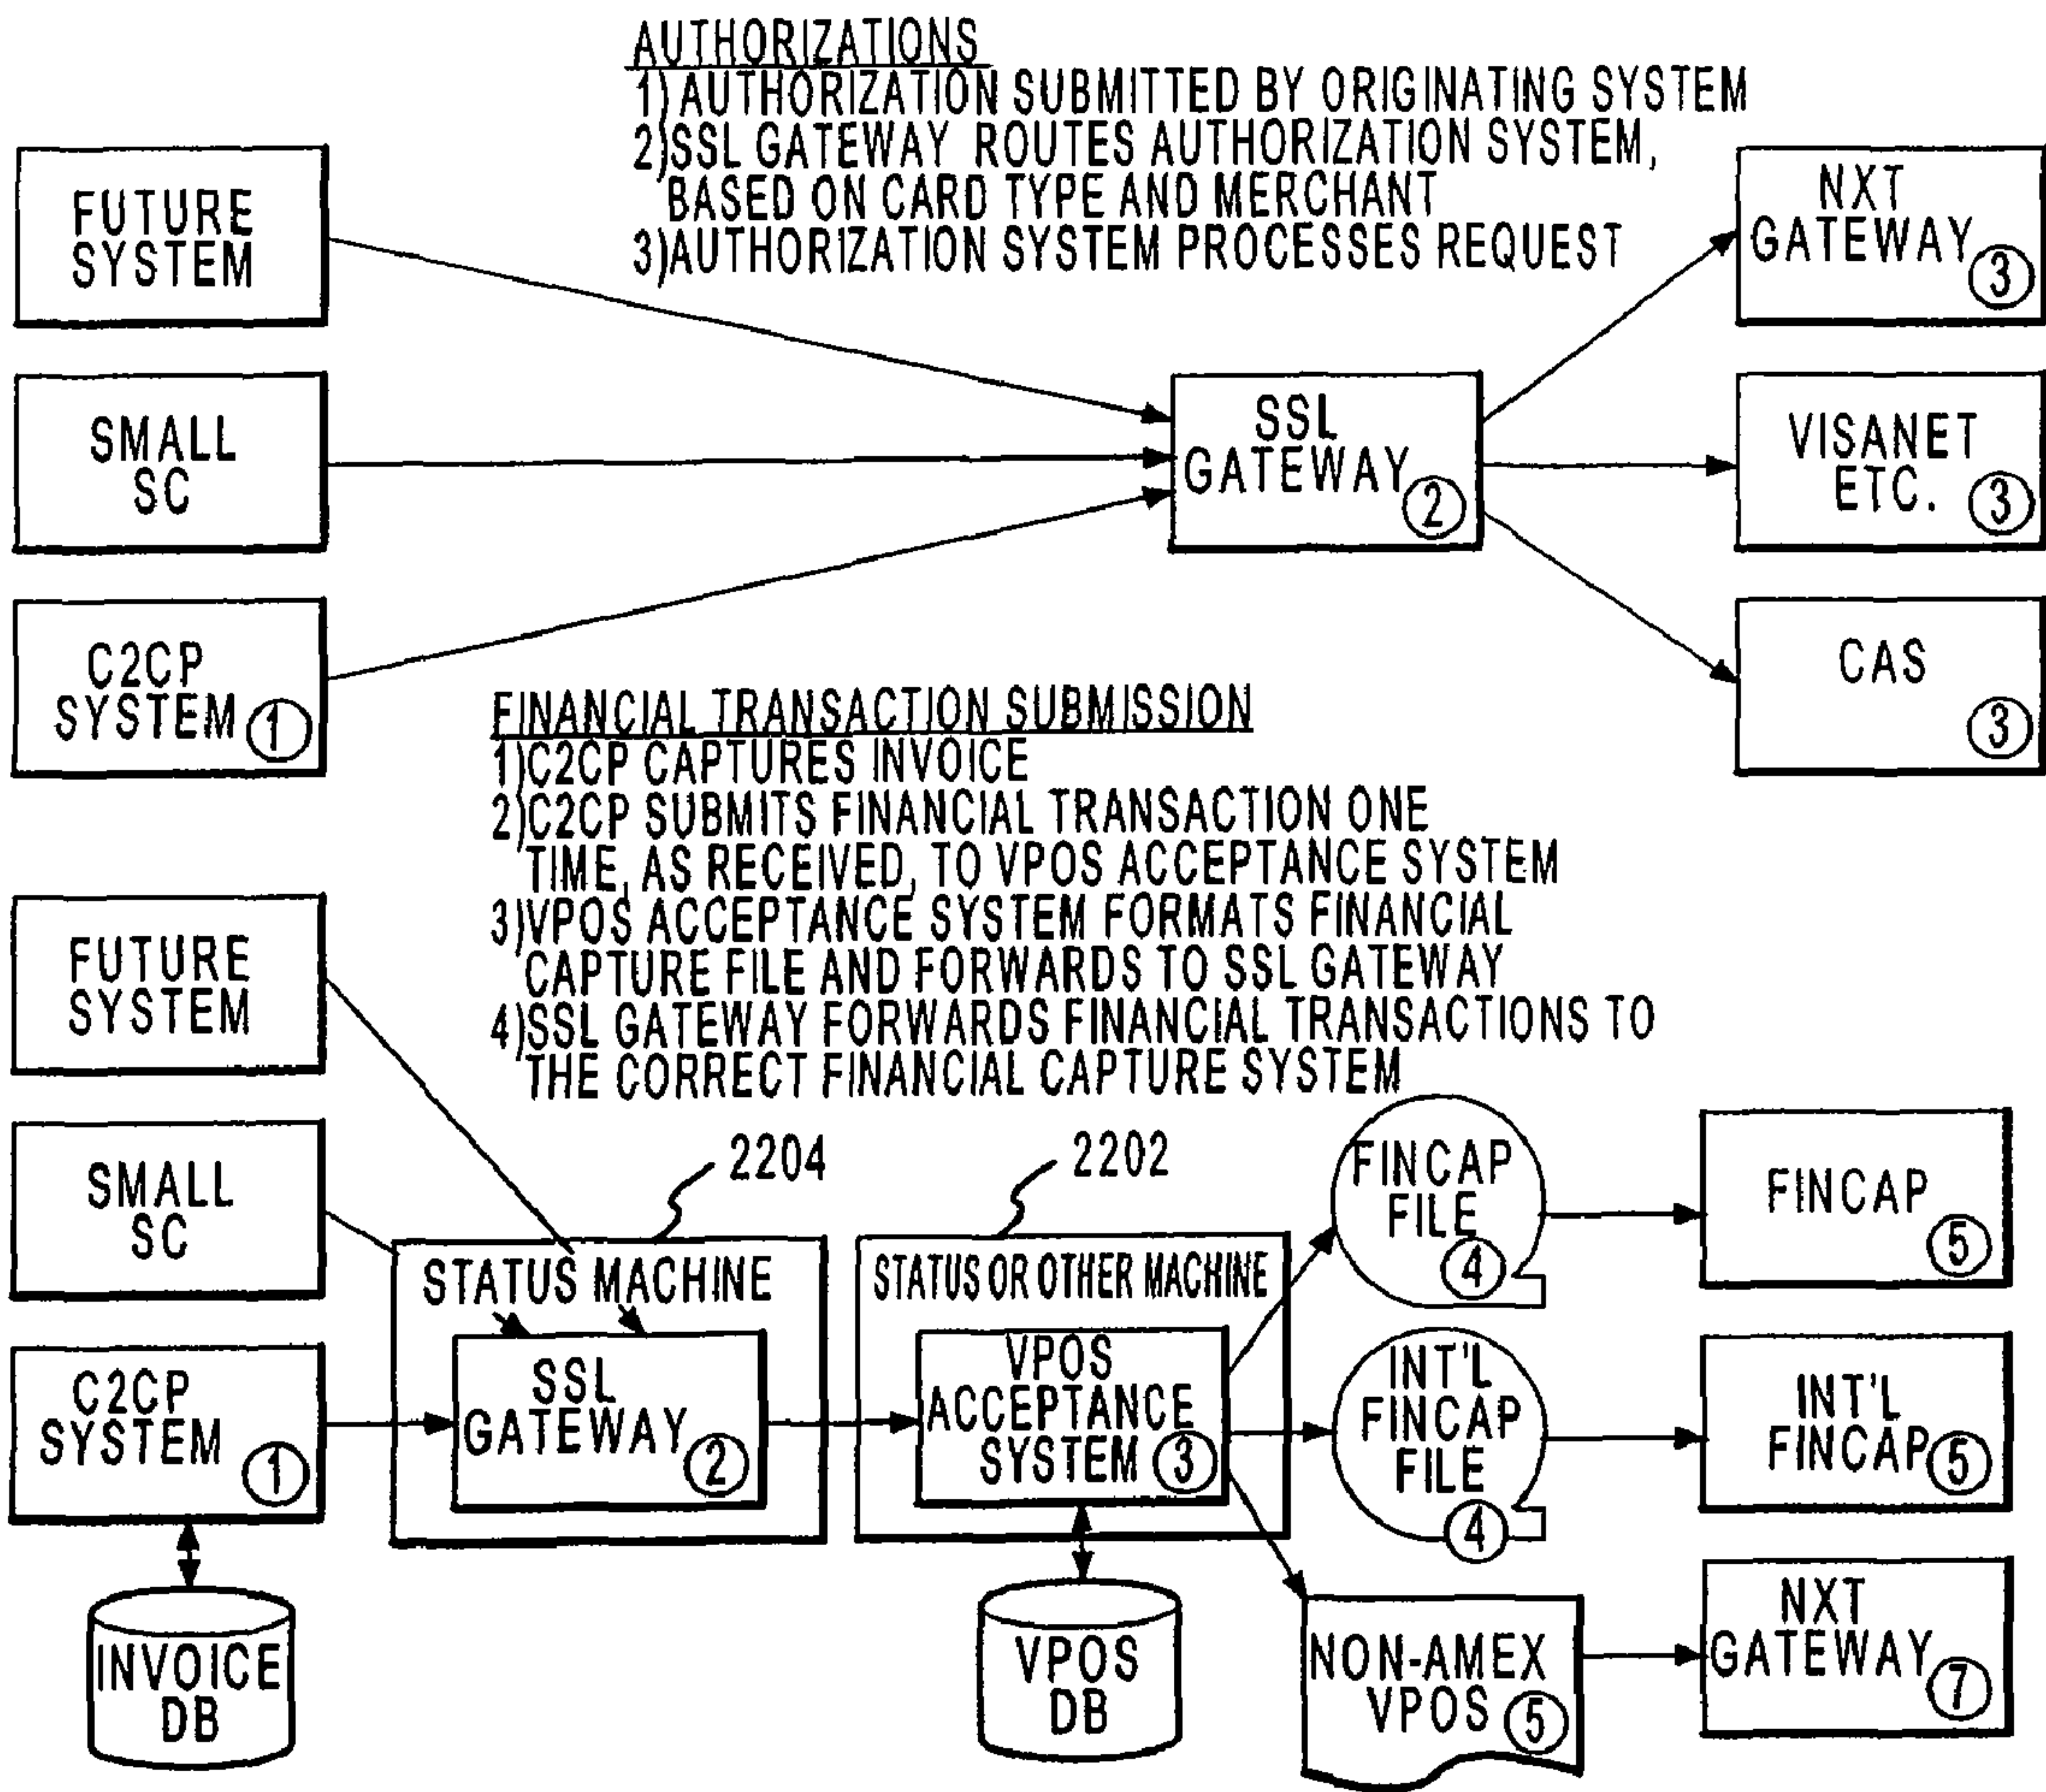 AUTHORIZATIONS
1) AUTHORIZATION SUBMITTED BY ORIGINATING SYSTEM
2) SSL GATEWAY ROUTES AUTHORIZATION SYSTEM,
BASED ON CARD TYPE AND MERCHANT
3) AUTHORIZATION SYSTEM PROCESSES REQUEST
FUTURE
SYSTEM
SMALL
SC
C2CP
SYSTEM 1
SSL
GATEWAY 2
NXT
GATEWAY 3
VISANET
ETC. 3
CAS
3
FINANCIAL TRANSACTION SUBMISSION
1) C2CP CAPTURES INVOICE
2) C2CP SUBMITS FINANCIAL TRANSACTION ONE
TIME, AS RECEIVED, TO VPOS ACCEPTANCE SYSTEM
3) VPOS ACCEPTANCE SYSTEM FORMATS FINANCIAL
CAPTURE FILE AND FORWARDS TO SSL GATEWAY
4) SSL GATEWAY FORWARDS FINANCIAL TRANSACTIONS TO
THE CORRECT FINANCIAL CAPTURE SYSTEM
FUTURE
SYSTEM
SMALL
SC
C2CP
SYSTEM 1
INVOICE
DB
2204
STATUS MACHINE
SSL
GATEWAY 2
2202
STATUS OR OTHER MACHINE
VPOS
ACCEPTANCE
SYSTEM 3
VPOS
DB
FINCAP
FILE
4
FINCAP
5
INT'L
FINCAP
FILE
4
INT'L
FINCAP 5
NON-AMEX
VPOS 5
NXT
GATEWAY 7